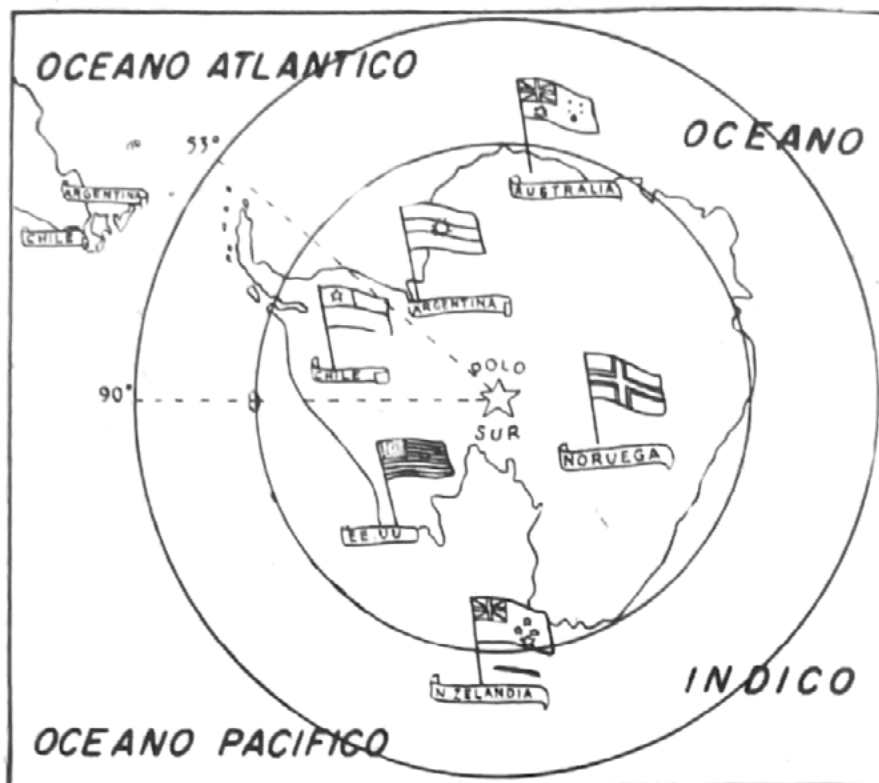 OCEANO ATLANTICO
OCEANO
53°
ARGENTINA
CHILE
AUSTRALIA
ARGENTINA
CHILE
POLO
SUR
90°
NORUEGA
EE.UU
N.ZELANDIA
INDICO
OCEANO PACIFICO